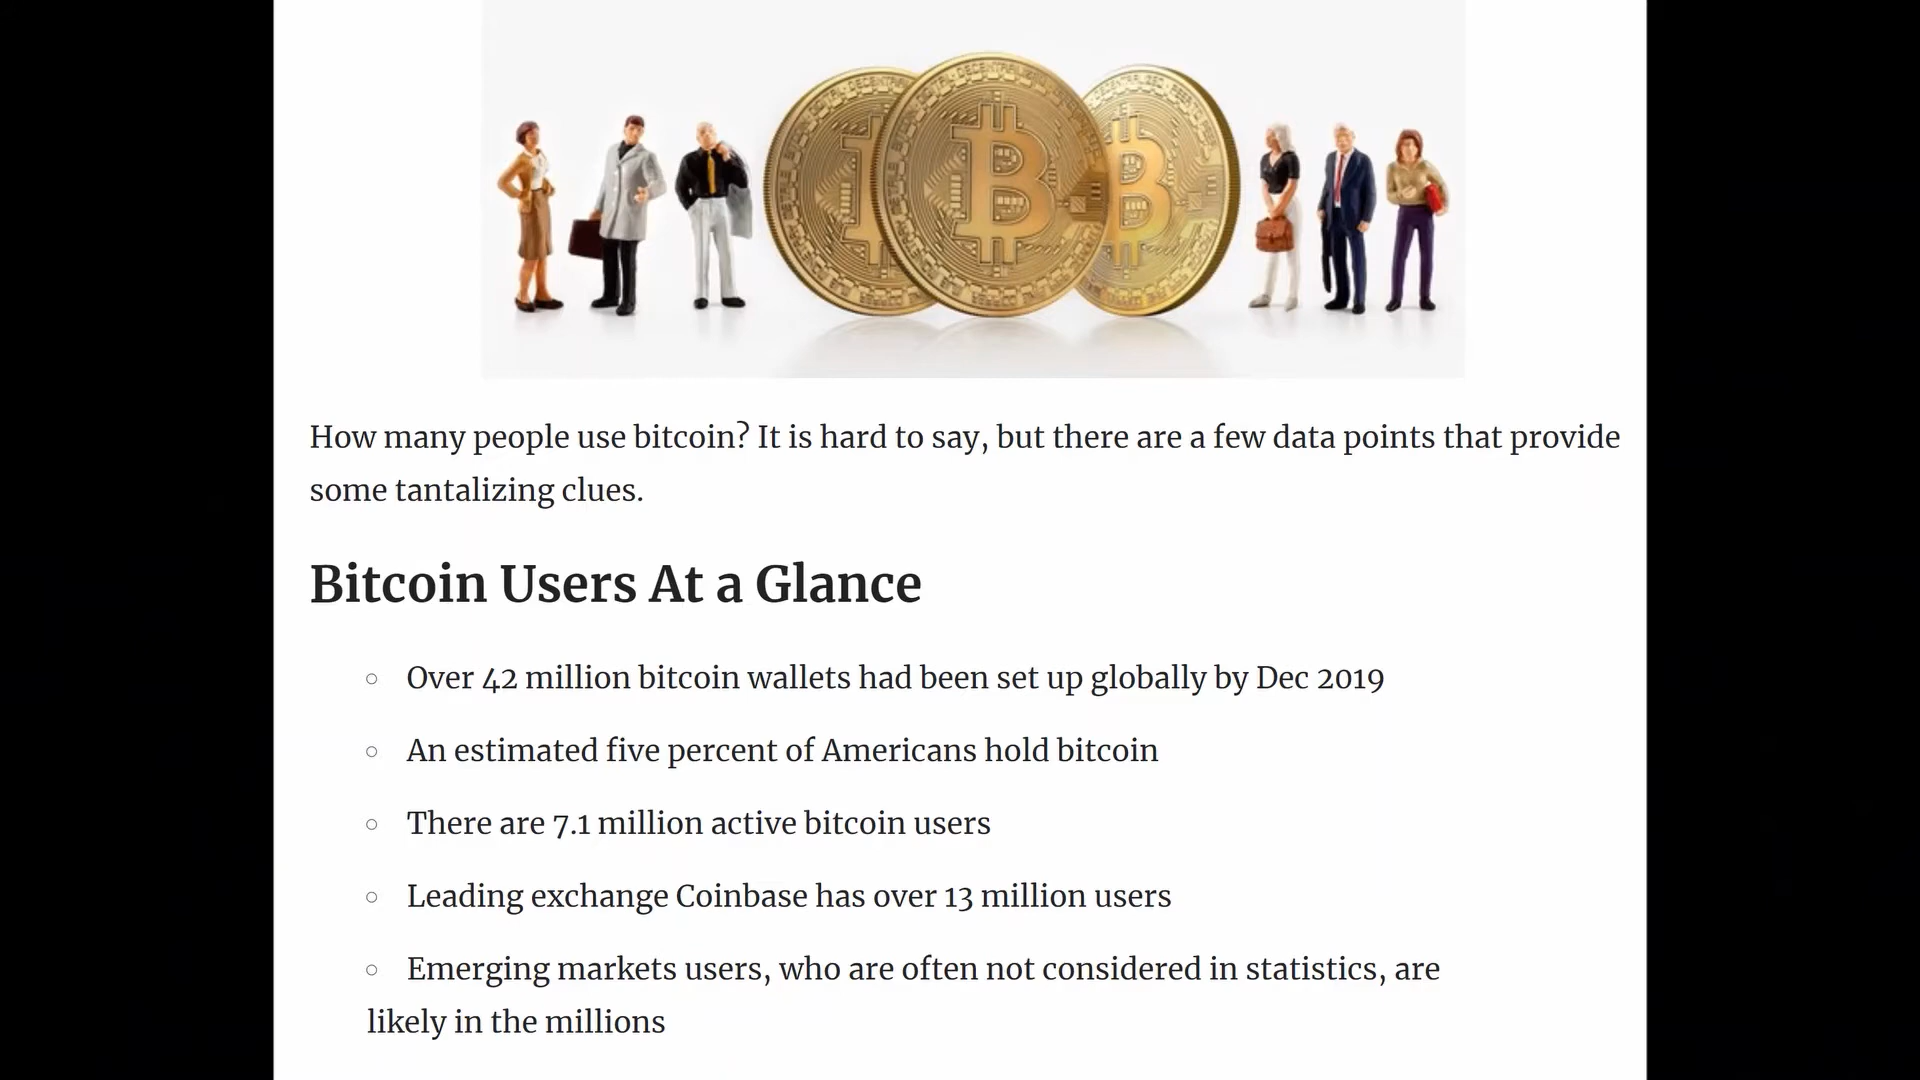 How many people use bitcoin? It is hard to say, but there are a few data points that provide
some tantalizing clues.
Bitcoin Users At a Glance
Over 42 million bitcoin wallets had been set up globally by Dec 2019
An estimated five percent of Americans hold bitcoin
There are 7.1 million active bitcoin users
Leading exchange Coinbase has over 13 million users
Emerging markets users, who are often not considered in statistics, are
likely in the millions